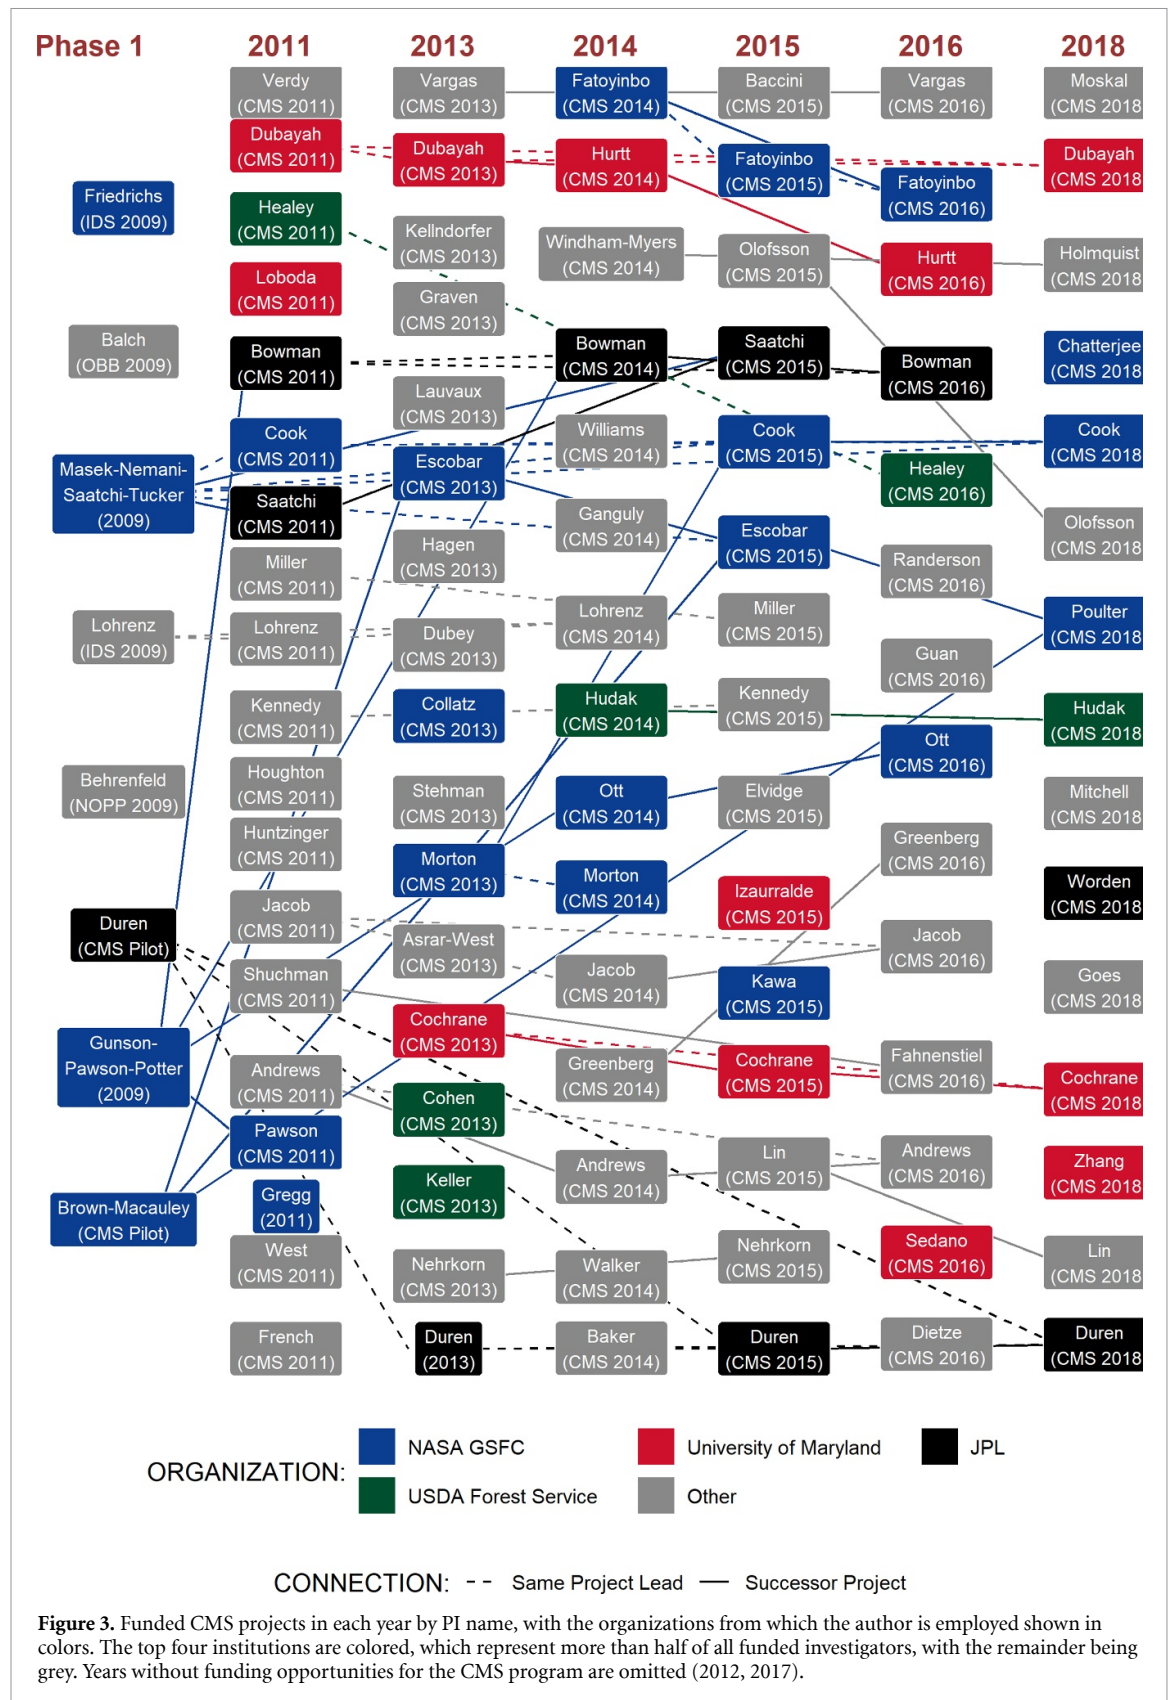 Phase 1
2011
2013
2014
2015
2016
2018
Friedrichs
(IDS 2009)
Balch
(OBB 2009)
Masek-Nemani-
Saatchi-Tucker
(2009)
Lohrenz
(IDS 2009)
Behrenfeld
(NOPP 2009)
Duren
(CMS Pilot)
Gunson-
Pawson-Potter
(2009)
Brown-Macauley
(CMS Pilot)
Verdy
(CMS 2011)
Dubayah
(CMS 2011)
Healey
(CMS 2011)
Loboda
(CMS 2011)
Bowman
(CMS 2011)
Cook
(CMS 2011)
Saatchi
(CMS 2011)
Miller
(CMS 2011)
Lohrenz
(CMS 2011)
Kennedy
(CMS 2011)
Houghton
(CMS 2011)
Huntzinger
(CMS 2011)
Jacob
(CMS 2011)
Shuchman
(CMS 2011)
Andrews
(CMS 2011)
Pawson
(CMS 2011)
Gregg
(2011)
West
(CMS 2011)
French
(CMS 2011)
Vargas
(CMS 2013)
Dubayah
(CMS 2013)
Kellndorfer
(CMS 2013)
Graven
(CMS 2013)
Lauvaux
(CMS 2013)
Escobar
(CMS 2013)
Hagen
(CMS 2013)
Dubey
(CMS 2013)
Collatz
(CMS 2013)
Stehman
(CMS 2013)
Morton
(CMS 2013)
Asrar-West
(CMS 2013)
Cochrane
(CMS 2013)
Cohen
(CMS 2013)
Keller
(CMS 2013)
Nehrkorn
(CMS 2013)
Duren
(2013)
Fatoyinbo
(CMS 2014)
Hurtt
(CMS 2014)
Windham-Myers
(CMS 2014)
Bowman
(CMS 2014)
Williams
(CMS 2014)
Ganguly
(CMS 2014)
Lohrenz
(CMS 2014)
Hudak
(CMS 2014)
Ott
(CMS 2014)
Morton
(CMS 2014)
Jacob
(CMS 2014)
Greenberg
(CMS 2014)
Andrews
(CMS 2014)
Walker
(CMS 2014)
Baker
(CMS 2014)
Baccini
(CMS 2015)
Fatoyinbo
(CMS 2015)
Olofsson
(CMS 2015)
Saatchi
(CMS 2015)
Cook
(CMS 2015)
Escobar
(CMS 2015)
Miller
(CMS 2015)
Kennedy
(CMS 2015)
Elvidge
(CMS 2015)
Izaurralde
(CMS 2015)
Kawa
(CMS 2015)
Cochrane
(CMS 2015)
Lin
(CMS 2015)
Nehrkorn
(CMS 2015)
Duren
(CMS 2015)
Vargas
(CMS 2016)
Fatoyinbo
(CMS 2016)
Hurtt
(CMS 2016)
Bowman
(CMS 2016)
Healey
(CMS 2016)
Randerson
(CMS 2016)
Guan
(CMS 2016)
Ott
(CMS 2016)
Greenberg
(CMS 2016)
Jacob
(CMS 2016)
Fahnenstiel
(CMS 2016)
Andrews
(CMS 2016)
Sedano
(CMS 2016)
Dietze
(CMS 2016)
Moskal
(CMS 2018
Dubayah
(CMS 2018
Holmquist
(CMS 2018
Chatterjee
(CMS 2018
Cook
(CMS 2018
Olofsson
(CMS 2018
Poulter
(CMS 2018
Hudak
(CMS 2018
Mitchell
(CMS 2018
Worden
(CMS 2018
Goes
(CMS 2018
Cochrane
(CMS 2018
Zhang
(CMS 2018
Lin
(CMS 2018
Duren
(CMS 2018
ORGANIZATION:
NASA GSFC
University of Maryland
JPL
USDA Forest Service
Other
CONNECTION: -- Same Project Lead — Successor Project
Figure 3. Funded CMS projects in each year by PI name, with the organizations from which the author is employed shown in
colors. The top four institutions are colored, which represent more than half of all funded investigators, with the remainder being
grey. Years without funding opportunities for the CMS program are omitted (2012, 2017).